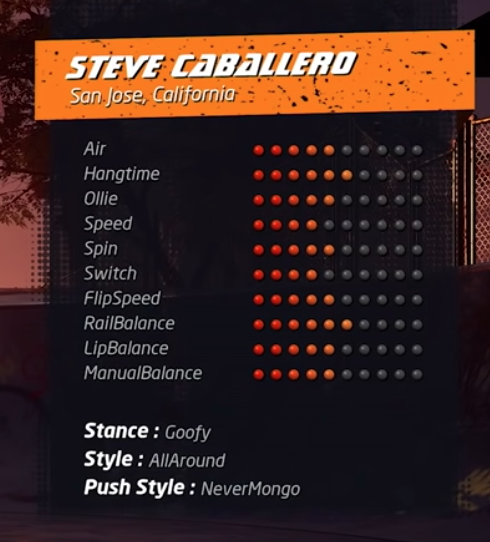 STEVE CABALLERO
San Jose, California
Air
Hangtime
Ollie
Speed
Spin
Switch
FlipSpeed
RailBalance
LipBalance
ManualBalance
Stance : Goofy
Style : AllAround
Push Style : NeverMongo